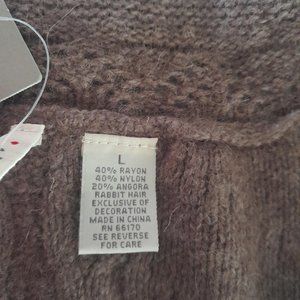 L
40% RAYON
40% NYLON
20% ANGORA
RABBIT HAIR
EXCLUSIVE OF
DECORATION
MADE IN CHINA
RN 66170
SEE REVERSE
FOR CARE